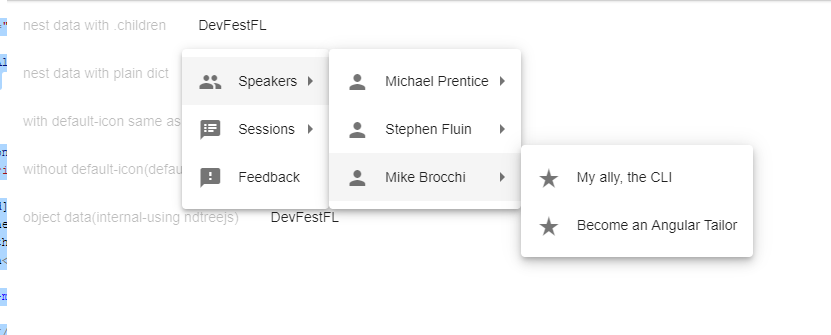 nest data with .children DevFestFL
nest data with plain dict
Speakers
Michael Prentice
with default-icon same as
Sessions
Stephen Fluin
without default-icon(defau
Feedback
Mike Brocchi
My ally, the CLI
object data(internal-using ndtreejs) DevFestFL
Become an Angular Tailor